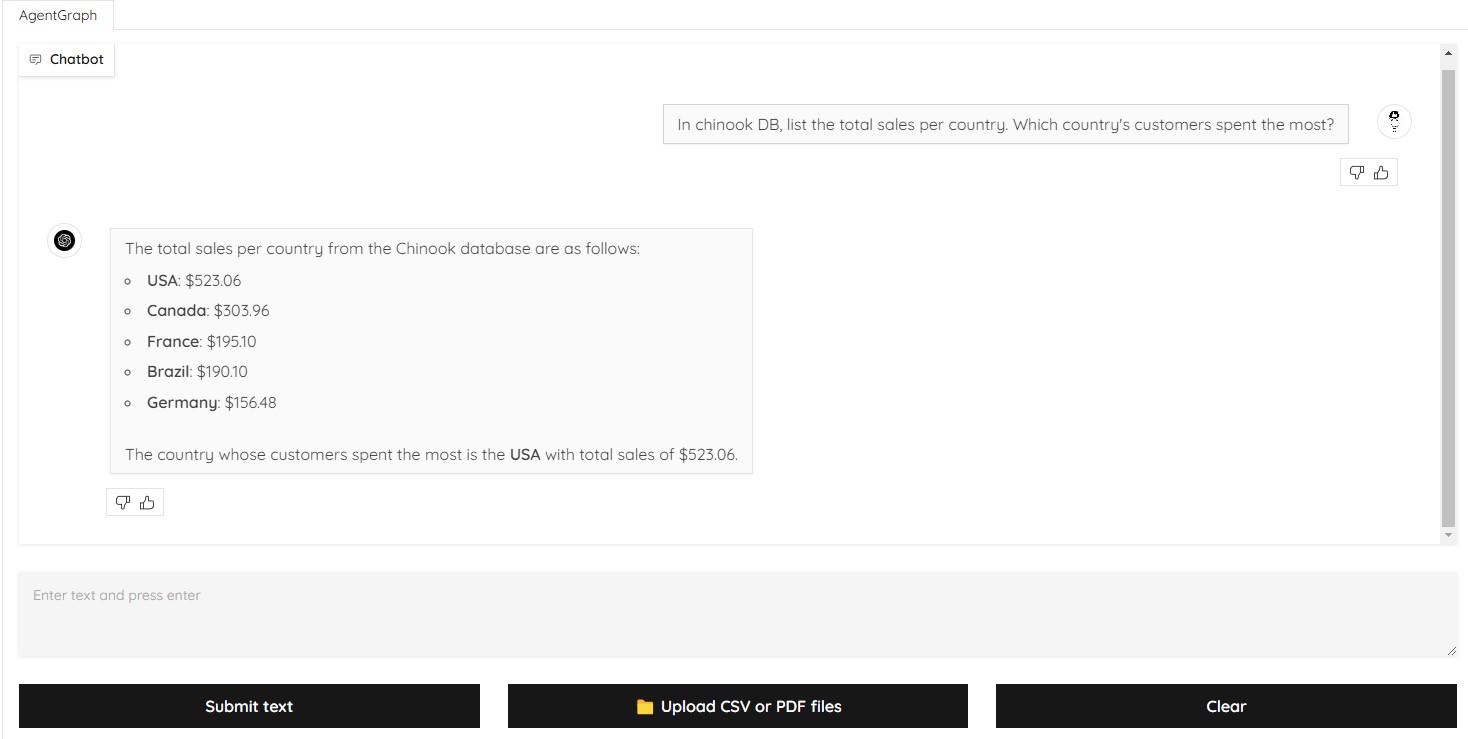 AgentGraph
Chatbot
In chinook DB, list the total sales per country. Which country's customers spent the most?
The total sales per country from the Chinook database are as follows:
USA: $523.06
Canada: $303.96
France: $195.10
Brazil: $190.10
Germany: $156.48
The country whose customers spent the most is the USA with total sales of $523.06.
Enter text and press enter
Submit text
Upload CSV or PDF files
Clear